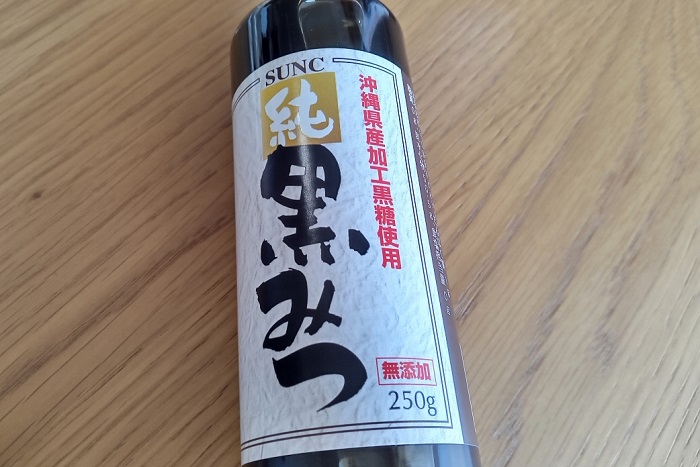 SUNC
純
黒みつ
沖縄県産加工黒糖使用
無添加
250g